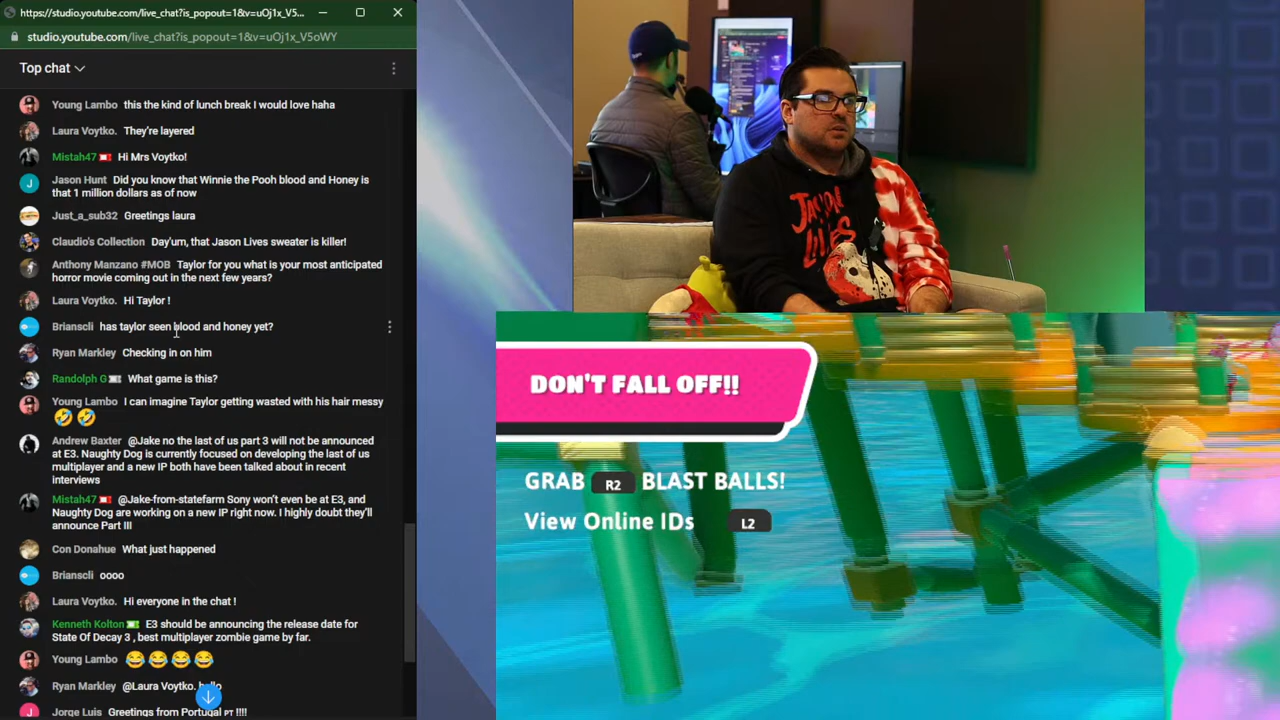 https://studio.youtube.com/live_chat?is_popout=1&v=uOj1x_V5...
studio.youtube.com/live_chat?is_popout=1&v=uOj1x_V5oWY
Top chat
Young Lambo this the kind of lunch break I would love haha
Laura Voytko. They're layered
Mistah47 Hi Mrs Voytko!
Jason Hunt Did you know that Winnie the Pooh blood and Honey is
that 1 million dollars as of now
Just_a_sub32 Greetings laura
Claudio's Collection Day'um, that Jason Lives sweater is killer!
Anthony Manzano #MOB Taylor for you what is your most anticipated
horror movie coming out in the next few years?
Laura Voytko. Hi Taylor !
Brianscli has taylor seen blood and honey yet?
Ryan Markley Checking in on him
Randolph G What game is this?
Young Lambo I can imagine Taylor getting wasted with his hair messy
🤣 🤣
Andrew Baxter @Jake no the last of us part 3 will not be announced
at E3. Naughty Dog is currently focused on developing the last of us
multiplayer and a new IP both have been talked about in recent
interviews
Mistah47 @Jake-from-statefarm Sony won't even be at E3, and
Naughty Dog are working on a new IP right now. I highly doubt they'll
announce Part III
Con Donahue What just happened
Brianscli oooo
Laura Voytko. Hi everyone in the chat !
Kenneth Kolton E3 should be announcing the release date for
State Of Decay 3 , best multiplayer zombie game by far.
Young Lambo 😂 😂 😂 😂
Ryan Markley @Laura Voytko. hello
Jorge Luis Greetings from Portugal PT !!!!
JASON
LIVES
DON'T FALL OFF!!
GRAB R2 BLAST BALLS!
View Online IDs L2